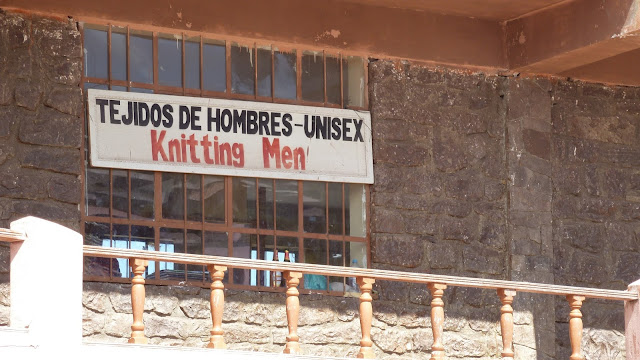 TEJIDOS DE HOMBRES-UNISEX
Knitting Men